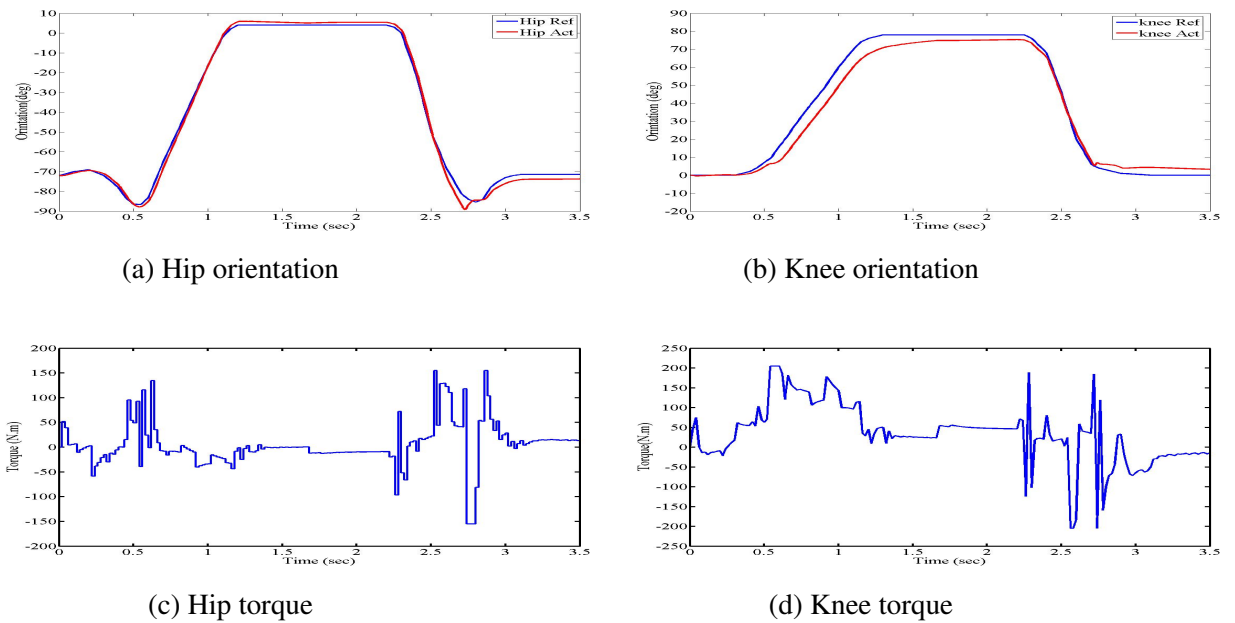 10
0
-10
-20
-30
-40
-50
-60
-70
-80
-90
Orintation(deg)
Hip Ref
Hip Act
0 0.5 1 1.5 2 2.5 3 3.5
Time (sec)
(a) Hip orientation
90
80
70
60
50
40
30
20
10
0
-10
-20
Orintation (deg)
knee Ref
knee Act
0 0.5 1 1.5 2 2.5 3 3.5
Time (sec)
(b) Knee orientation
200
150
100
50
0
-50
-100
-150
-200
Torque (N.m)
0 0.5 1 1.5 2 2.5 3 3.5
Time (sec)
(c) Hip torque
250
200
150
100
50
0
-50
-100
-150
-200
-250
Torque(N.m)
0 0.5 1 1.5 2 2.5 3 3.5
Time (sec)
(d) Knee torque